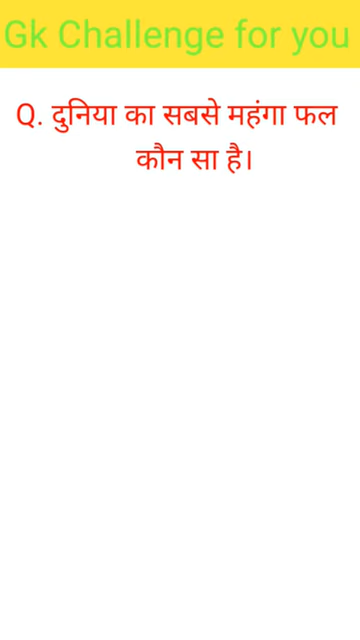 Gk Challenge for you
Q. दुनिया का सबसे महंगा फल
कौन सा है।